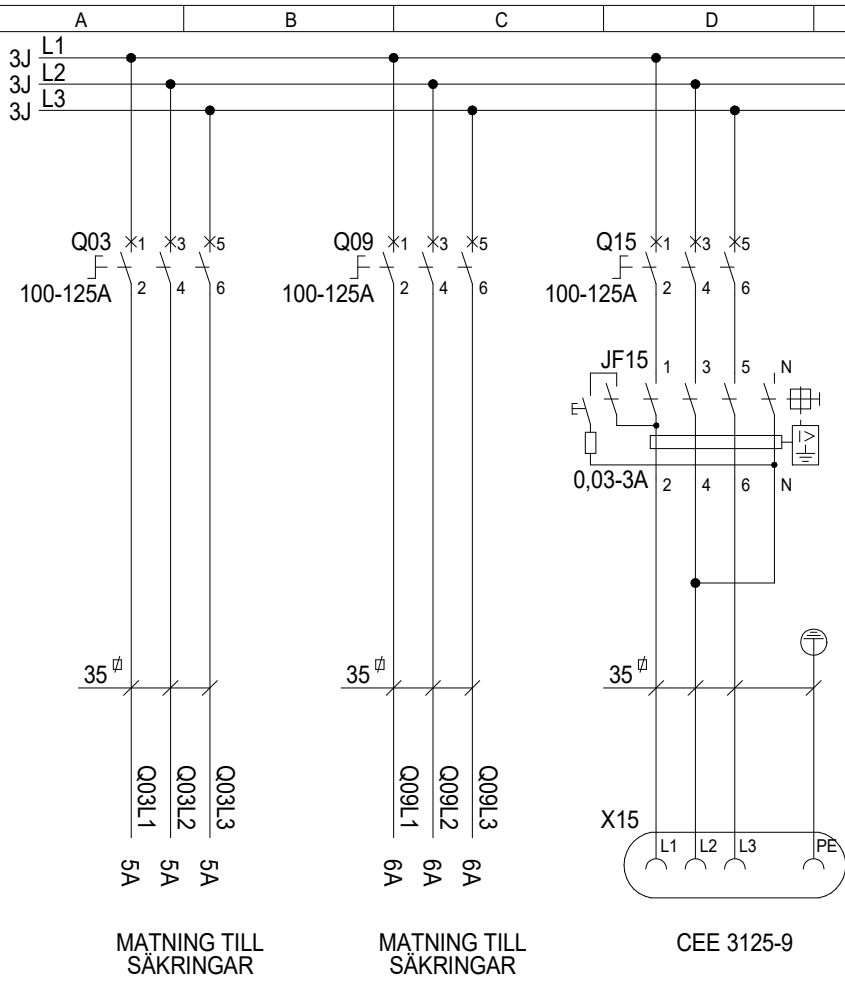 A B C D
3J L1
3J L2
3J L3
Q03 1 3 5
100-125A 2 4 6
Q09 1 3 5
100-125A 2 4 6
Q15 1 3 5
100-125A 2 4 6
JF15 1 3 5 N
I>
0,03-3A 2 4 6 N
35
35
35
Q03L1
Q03L2
Q03L3
5A
5A
5A
Q09L1
Q09L2
Q09L3
6A
6A
6A
X15
L1 L2 L3 PE
MATNING TILL
SÄKRINGAR
MATNING TILL
SÄKRINGAR
CEE 3125-9